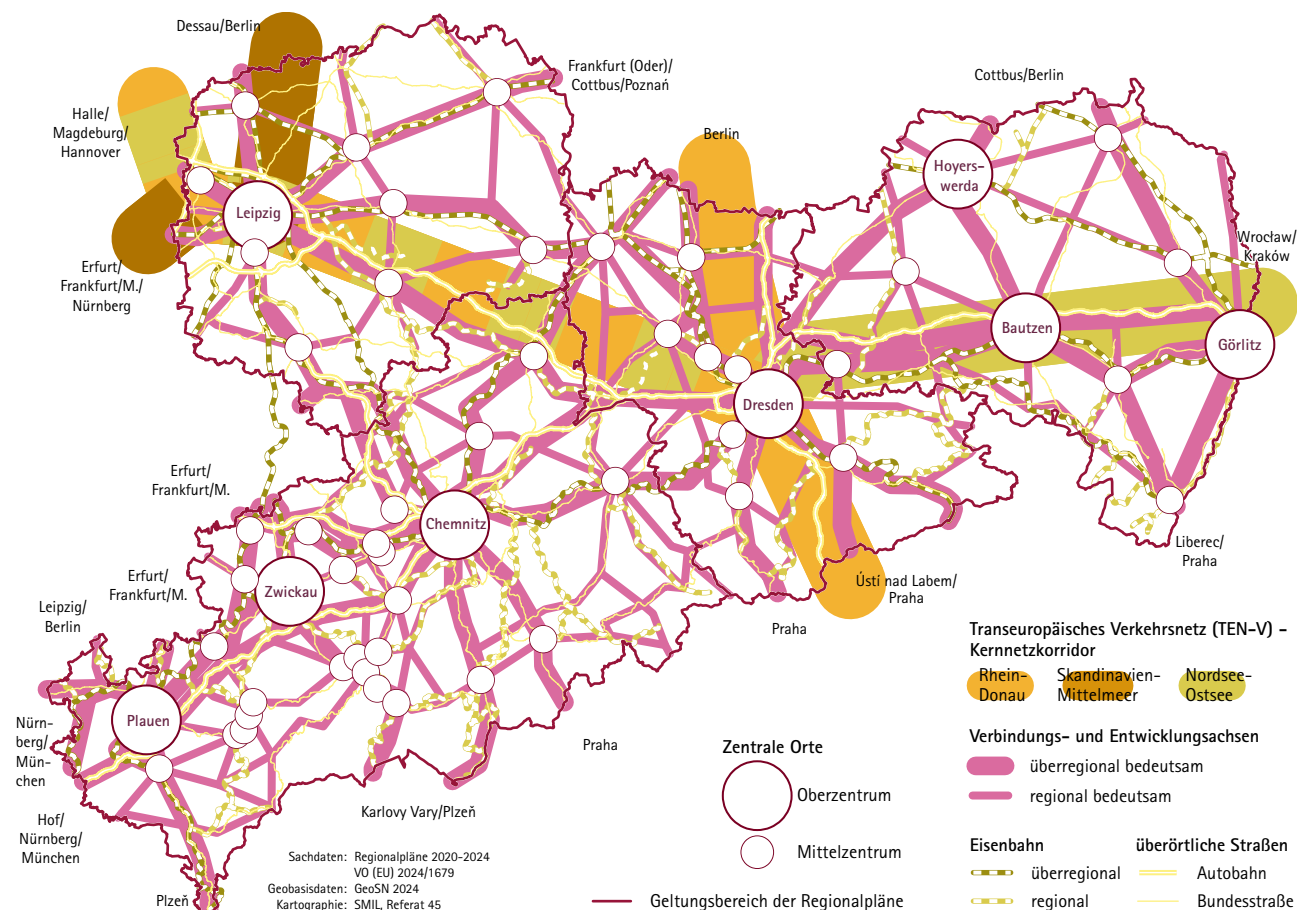 Dessau/Berlin
Frankfurt (Oder)/
Cottbus/Poznań
Cottbus/Berlin
Halle/
Magdeburg/
Hannover
Berlin
Hoyers-
werda
Leipzig
Wrocław/
Kraków
Erfurt/
Frankfurt/M./
Nürnberg
Bautzen
Görlitz
Dresden
Erfurt/
Frankfurt/M.
Chemnitz
Liberec/
Praha
Erfurt/
Frankfurt/M.
Zwickau
Ústí nad Labem/
Praha
Leipzig/
Berlin
Praha
Plauen
Nürn-
berg/
Mün-
chen
Praha
Karlovy Vary/Plzeň
Hof/
Nürnberg/
München
Plzeň
Transeuropäisches Verkehrsnetz (TEN-V) -
Kernnetzkorridor
Rhein-
Donau
Skandinavien-
Mittelmeer
Nordsee-
Ostsee
Zentrale Orte
Oberzentrum
Mittelzentrum
Verbindungs- und Entwicklungsachsen
überregional bedeutsam
regional bedeutsam
Eisenbahn
überregional
regional
überörtliche Straßen
Autobahn
Bundesstraße
Geltungsbereich der Regionalpläne
Sachdaten: Regionalpläne 2020-2024
VO (EU) 2024/1679
Geobasisdaten: GeoSN 2024
Kartographie: SMIL, Referat 45